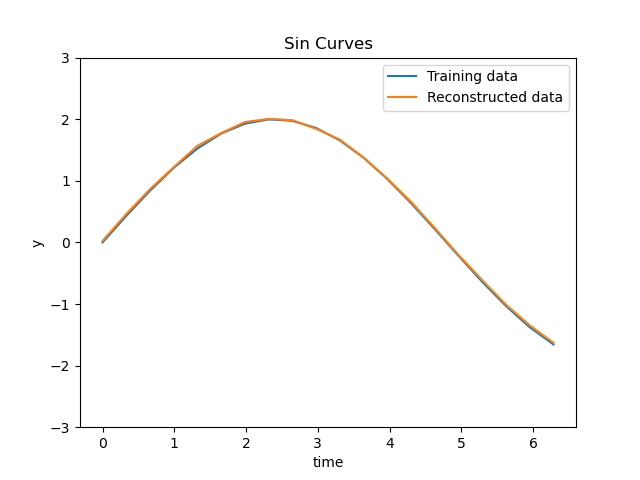 Sin Curves
Training data
Reconstructed data
3
2
1
0
−1
−2
−3
y
0 1 2 3 4 5 6
time